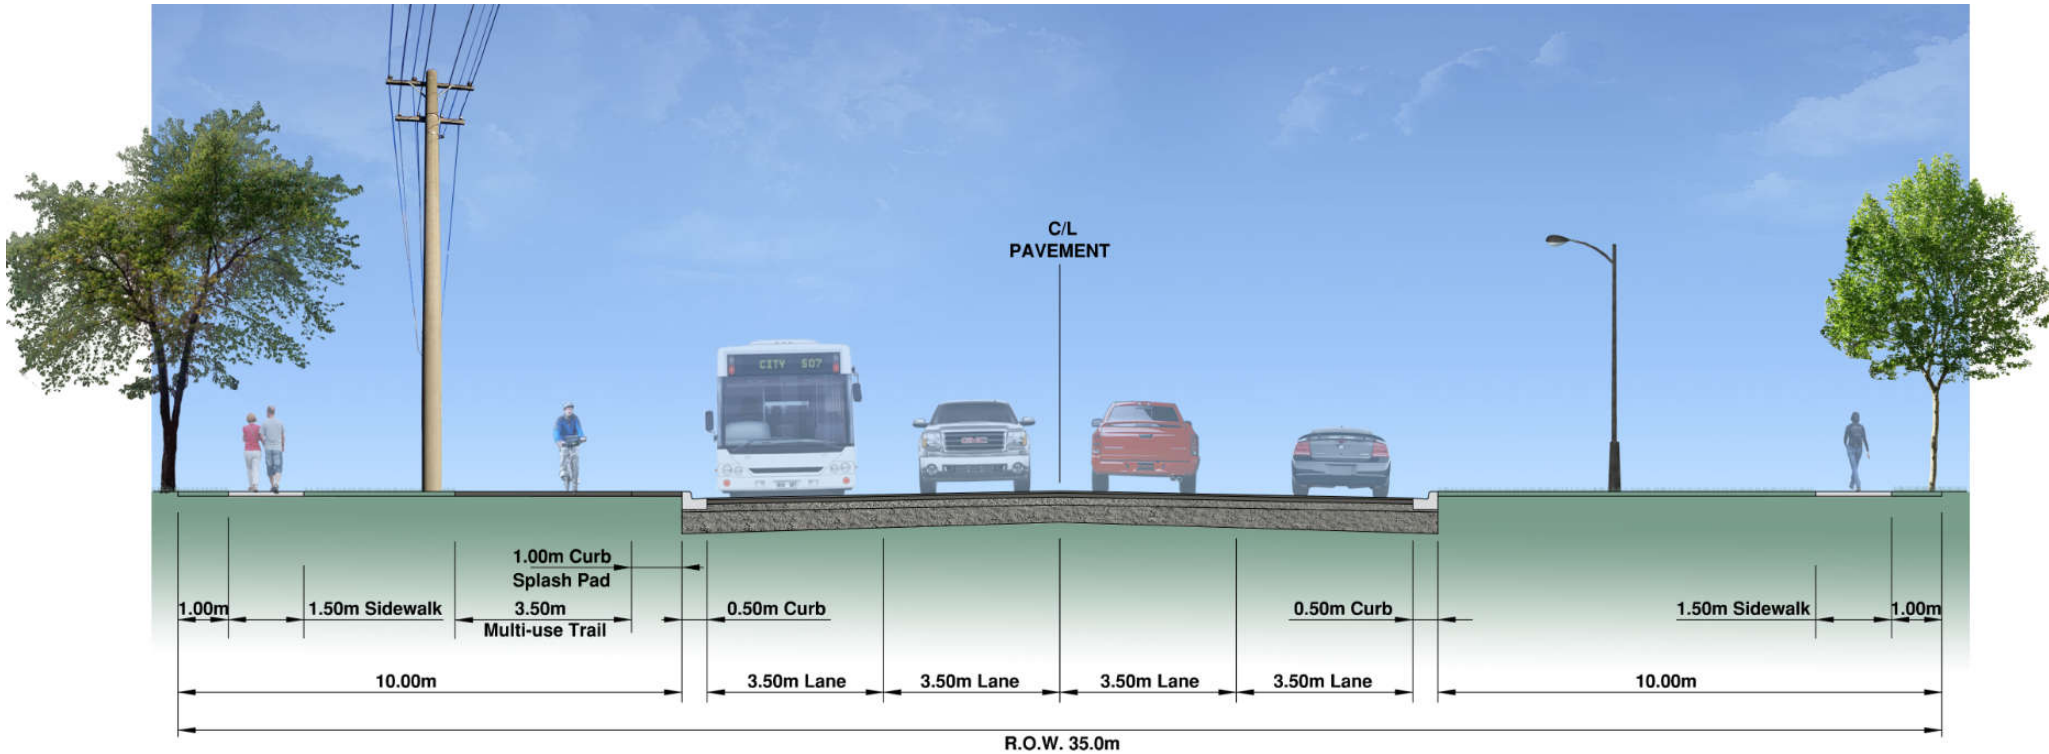 C/L
PAVEMENT
CITY 507
GMC
1.00m Curb
Splash Pad
1.00m
1.50m Sidewalk
3.50m
Multi-use Trail
0.50m Curb
0.50m Curb
1.50m Sidewalk
1.00m
10.00m
3.50m Lane
3.50m Lane
3.50m Lane
3.50m Lane
10.00m
R.O.W. 35.0m